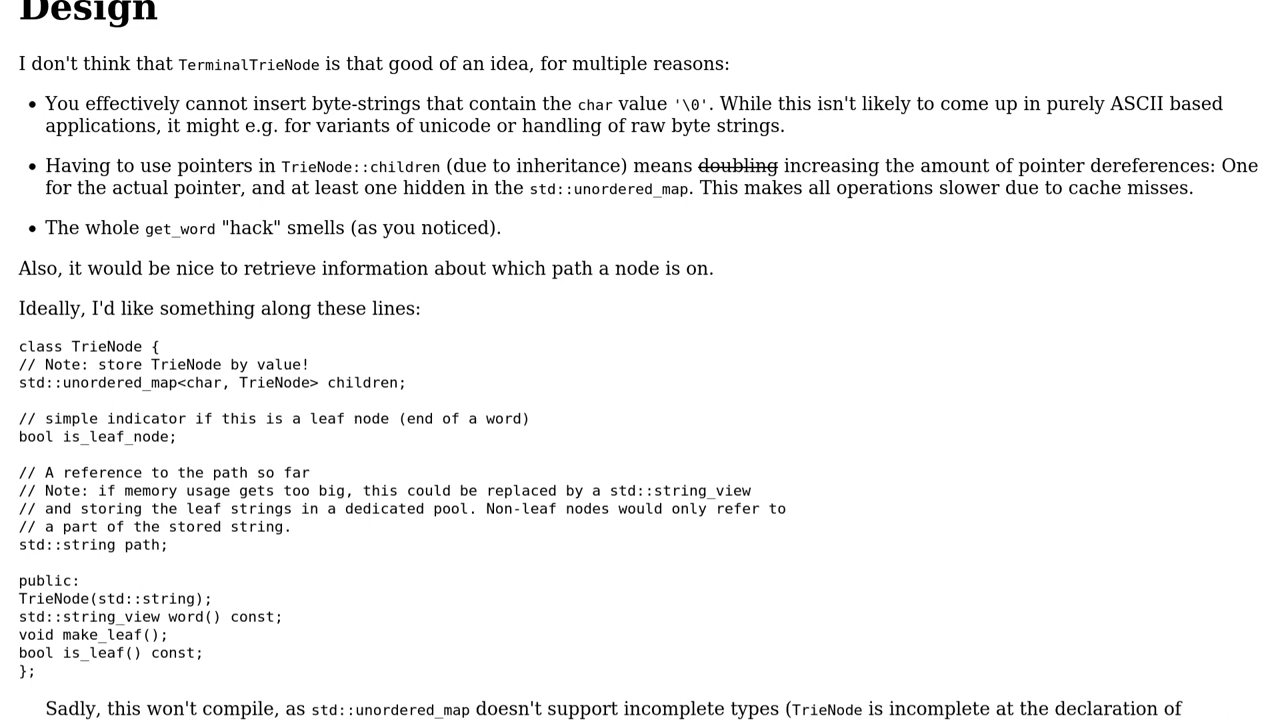 Design
I don't think that TerminalTrieNode is that good of an idea, for multiple reasons:
• You effectively cannot insert byte-strings that contain the char value '\0'. While this isn't likely to come up in purely ASCII based
applications, it might e.g. for variants of unicode or handling of raw byte strings.
• Having to use pointers in TrieNode::children (due to inheritance) means doubling increasing the amount of pointer dereferences: One
for the actual pointer, and at least one hidden in the std::unordered_map. This makes all operations slower due to cache misses.
• The whole get_word "hack" smells (as you noticed).
Also, it would be nice to retrieve information about which path a node is on.
Ideally, I'd like something along these lines:
class TrieNode {
// Note: store TrieNode by value!
std::unordered_map<char, TrieNode> children;
// simple indicator if this is a leaf node (end of a word)
bool is_leaf_node;
// A reference to the path so far
// Note: if memory usage gets too big, this could be replaced by a std::string_view
// and storing the leaf strings in a dedicated pool. Non-leaf nodes would only refer to
// a part of the stored string.
std::string path;
public:
TrieNode(std::string);
std::string_view word() const;
void make_leaf();
bool is_leaf() const;
};
Sadly, this won't compile, as std::unordered_map doesn't support incomplete types (TrieNode is incomplete at the declaration of